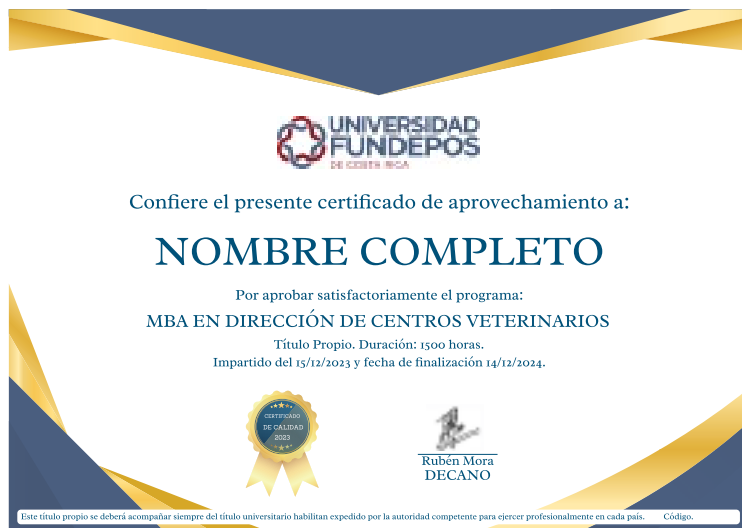 UNIVERSIDAD
FUNDEPOS
DE COSTA RICA
Confiere el presente certificado de aprovechamiento a:
NOMBRE COMPLETO
Por aprobar satisfactoriamente el programa:
MBA EN DIRECCIÓN DE CENTROS VETERINARIOS
Título Propio. Duración: 1500 horas.
Impartido del 15/12/2023 y fecha de finalización 14/12/2024.
CERTIFICADO
DE CALIDAD
2023
Rubén Mora
DECANO
Este título propio se deberá acompañar siempre del título universitario habilitan expedido por la autoridad competente para ejercer profesionalmente en cada país. Código.